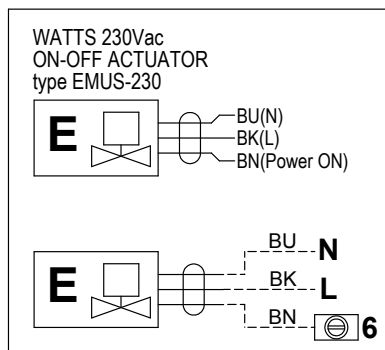 WATTS 230Vac
ON-OFF ACTUATOR
type EMUS-230
E
BU(N)
BK(L)
BN(Power ON)
E
BU N
BK L
BN 6